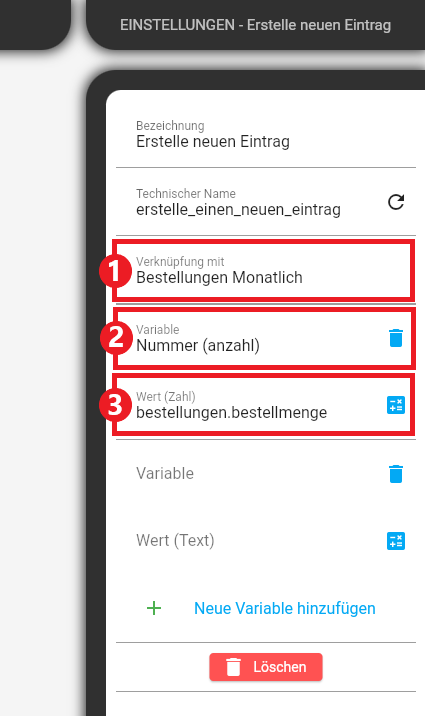 EINSTELLUNGEN - Erstelle neuen Eintrag
Bezeichnung
Erstelle neuen Eintrag
Technischer Name
erstelle_einen_neuen_eintrag
1
Verknüpfung mit
Bestellungen Monatlich
2
Variable
Nummer (anzahl)
3
Wert (Zahl)
bestellungen.bestellmenge
Variable
Wert (Text)
Neue Variable hinzufügen
Löschen